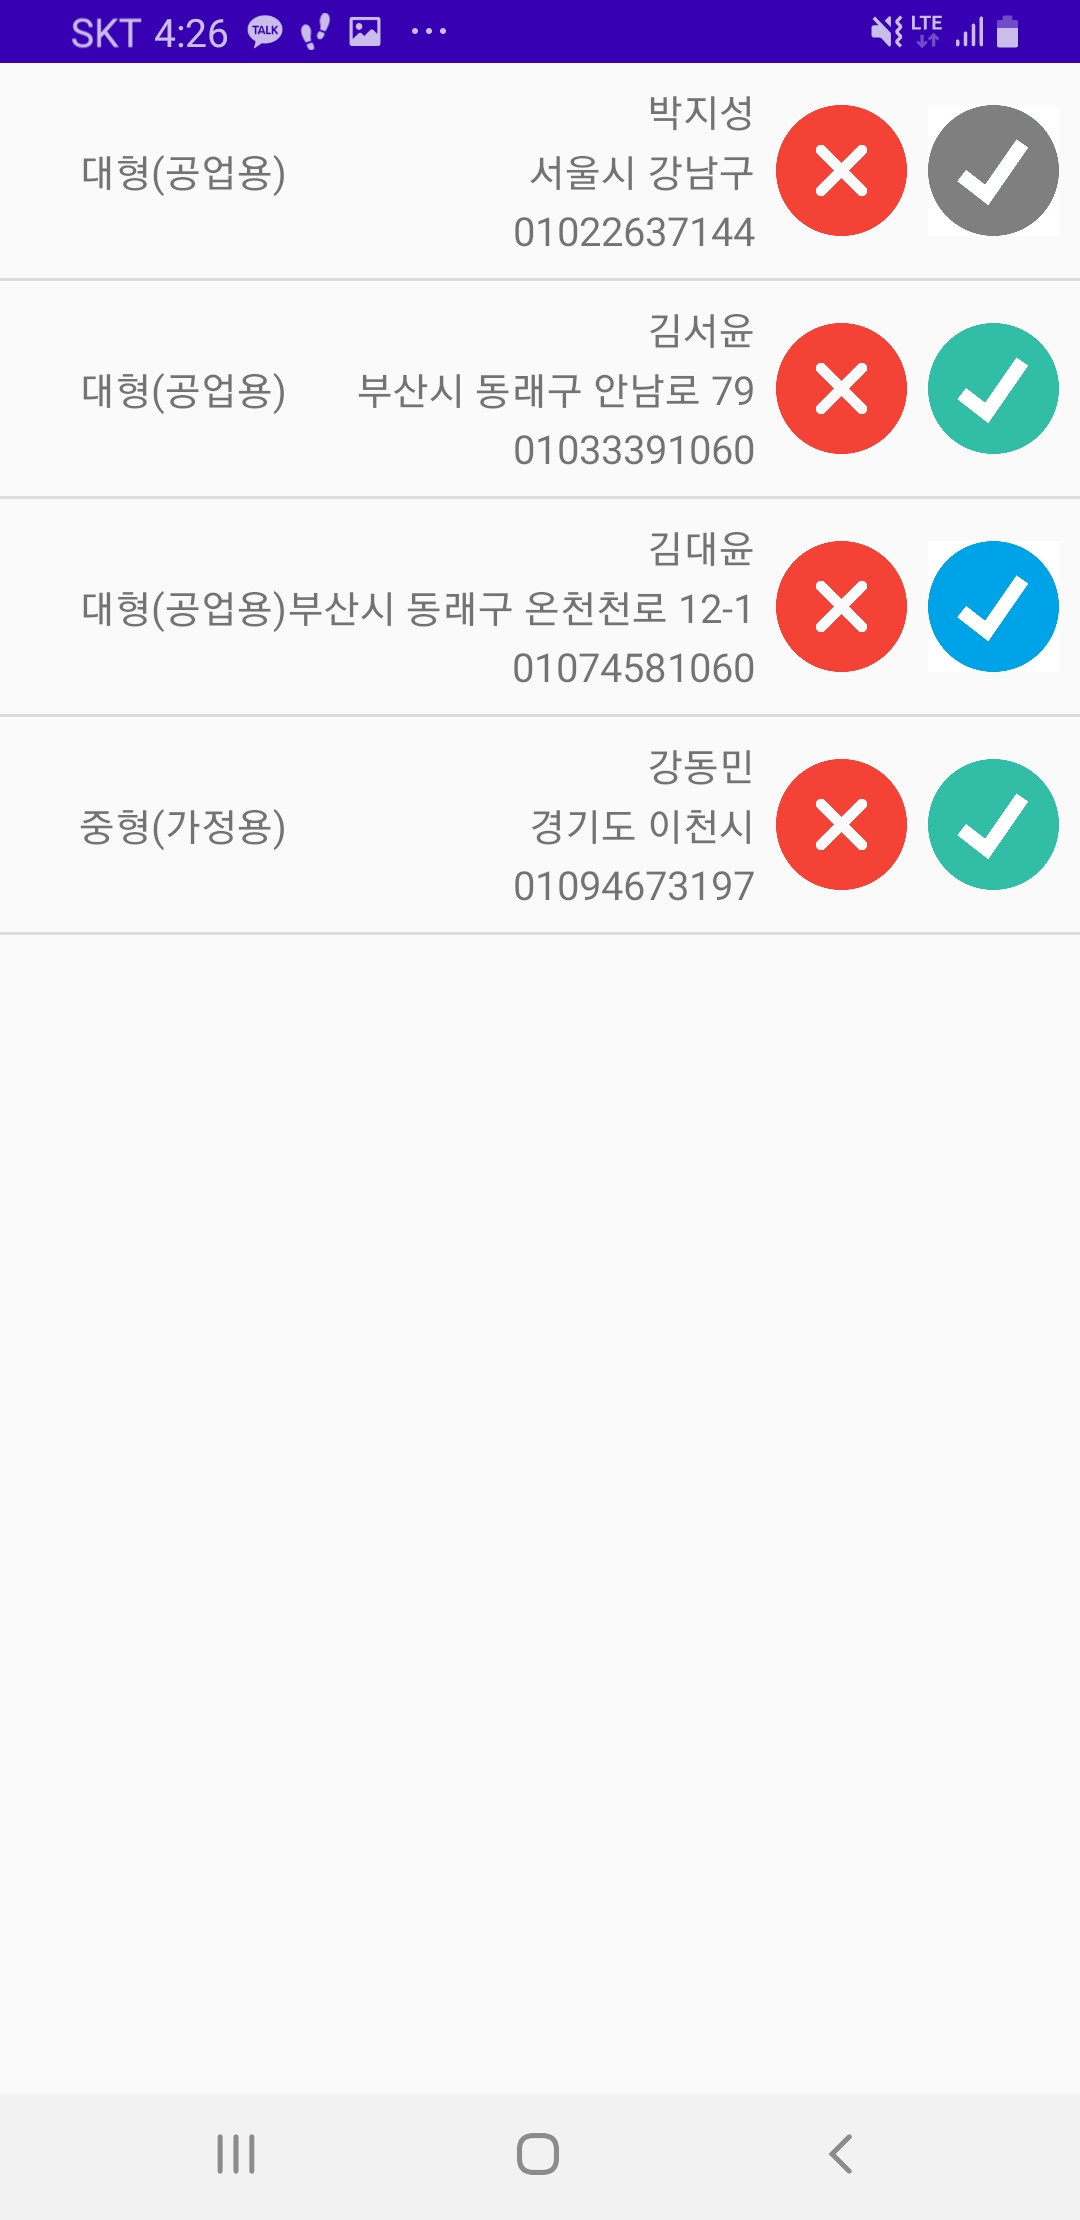 SKT 4:26 TALK LTE
박지성
대형(공업용) 서울시 강남구
01022637144
김서윤
대형(공업용) 부산시 동래구 안남로 79
01033391060
김대윤
대형(공업용)부산시 동래구 온천천로 12-1
01074581060
강동민
중형(가정용) 경기도 이천시
01094673197